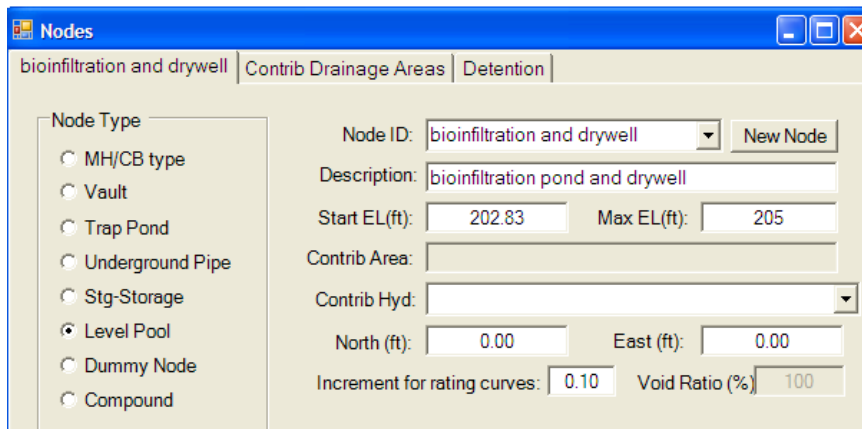 Nodes
bioinfiltration and drywell Contrib Drainage Areas Detention
Node Type
MH/CB type
Vault
Trap Pond
Underground Pipe
Stg-Storage
Level Pool
Dummy Node
Compound
Node ID: bioinfiltration and drywell New Node
Description: bioinfiltration pond and drywell
Start EL(ft): 202.83 Max EL(ft): 205
Contrib Area:
Contrib Hyd:
North (ft): 0.00 East (ft): 0.00
Increment for rating curves: 0.10 Void Ratio (%) 100